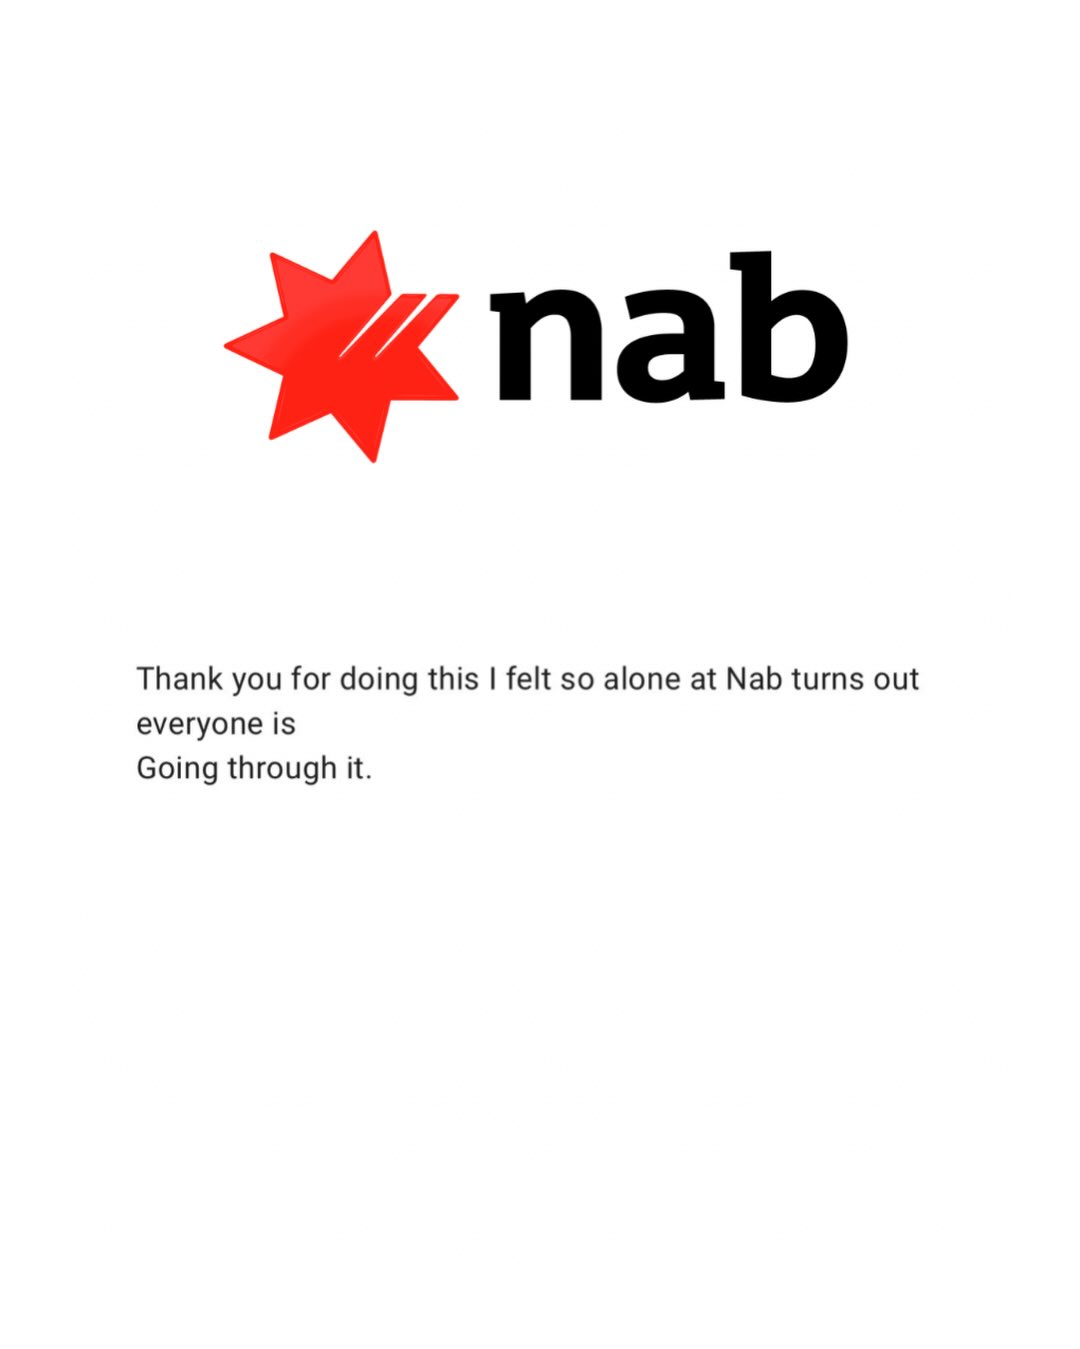 nab
Thank you for doing this I felt so alone at Nab turns out
everyone is
Going through it.